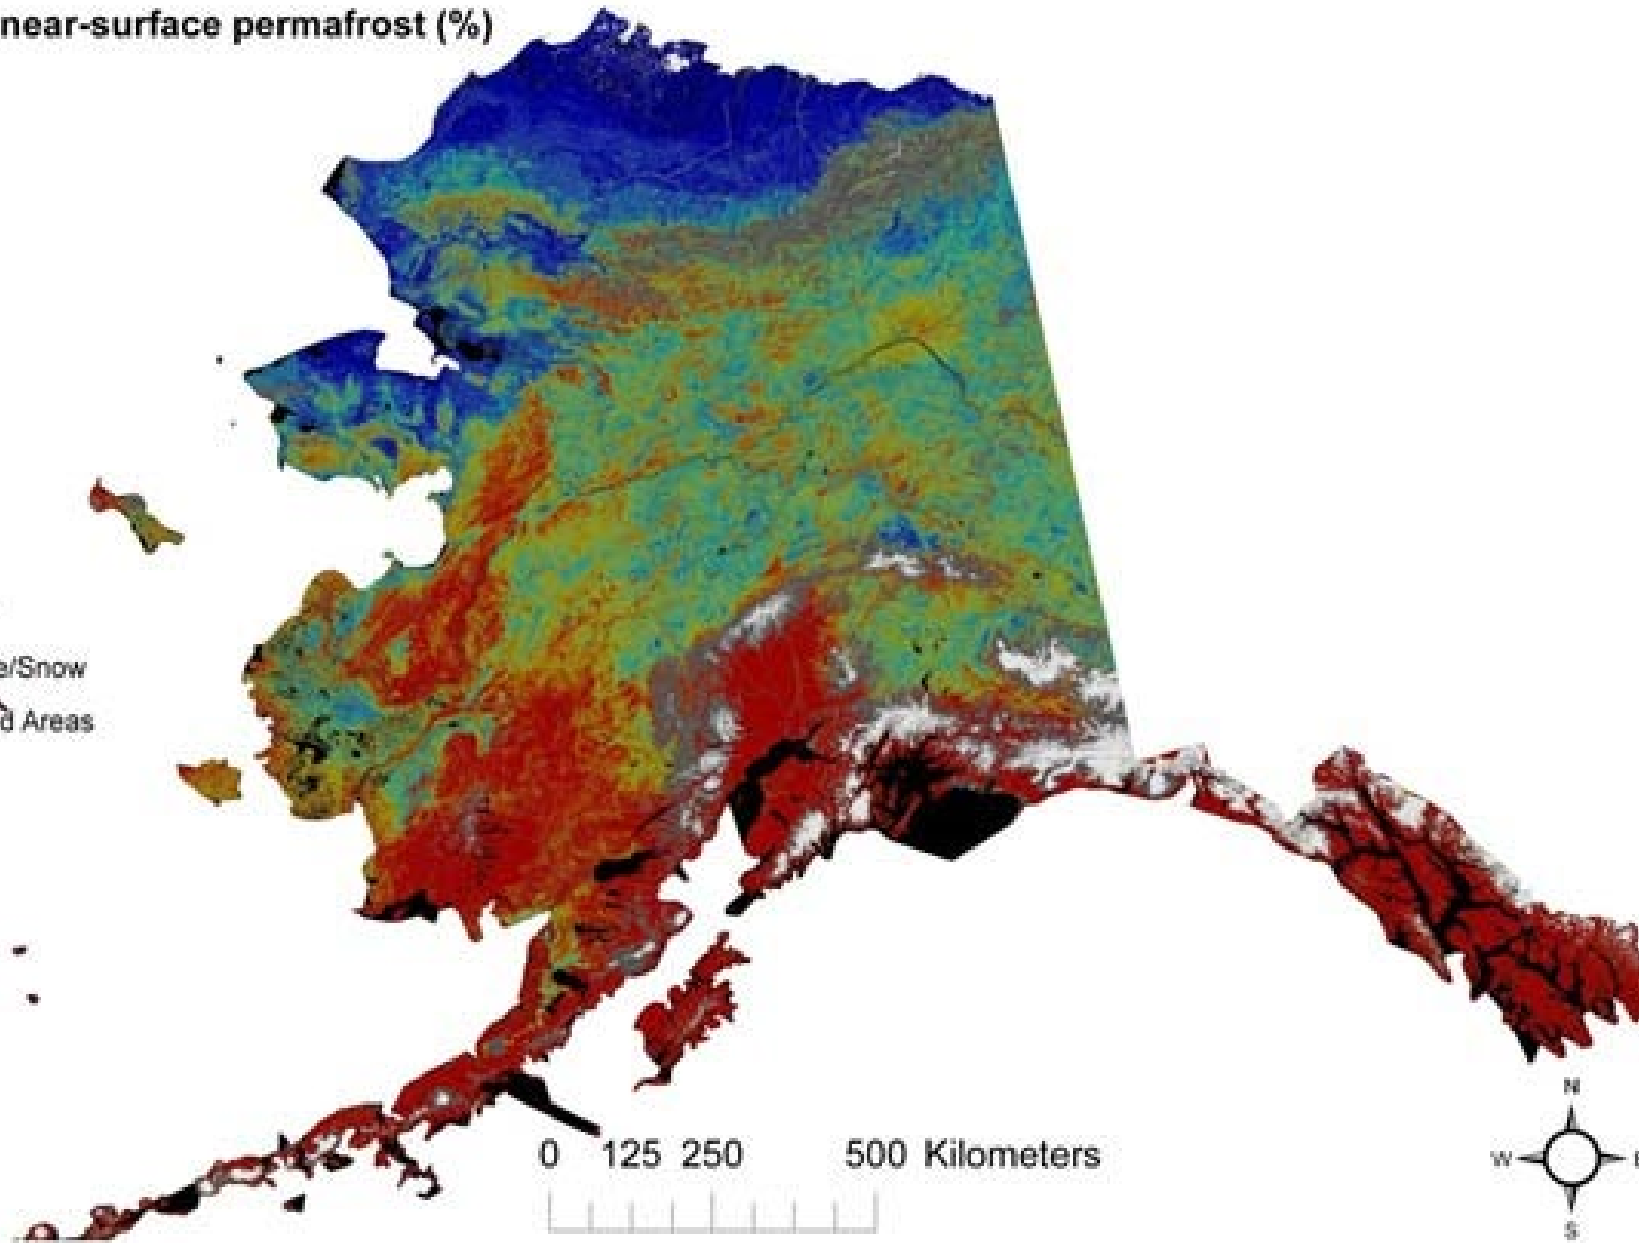 near-surface permafrost (%)
e/Snow
d Areas
N
0 125 250 500 Kilometers
W E
S